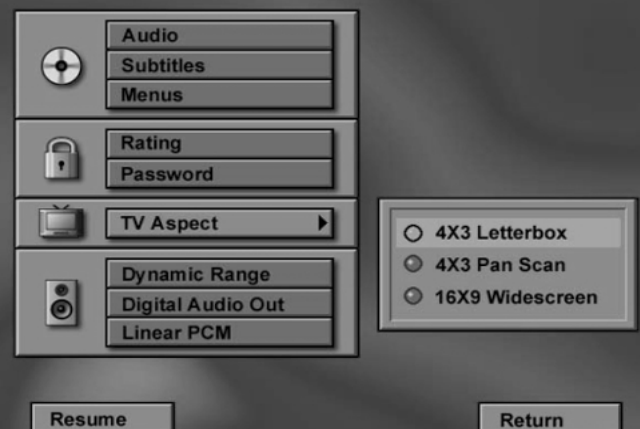 Audio
Subtitles
Menus
Rating
Password
TV Aspect
4X3 Letterbox
4X3 Pan Scan
16X9 Widescreen
Dynamic Range
Digital Audio Out
Linear PCM
Resume
Return